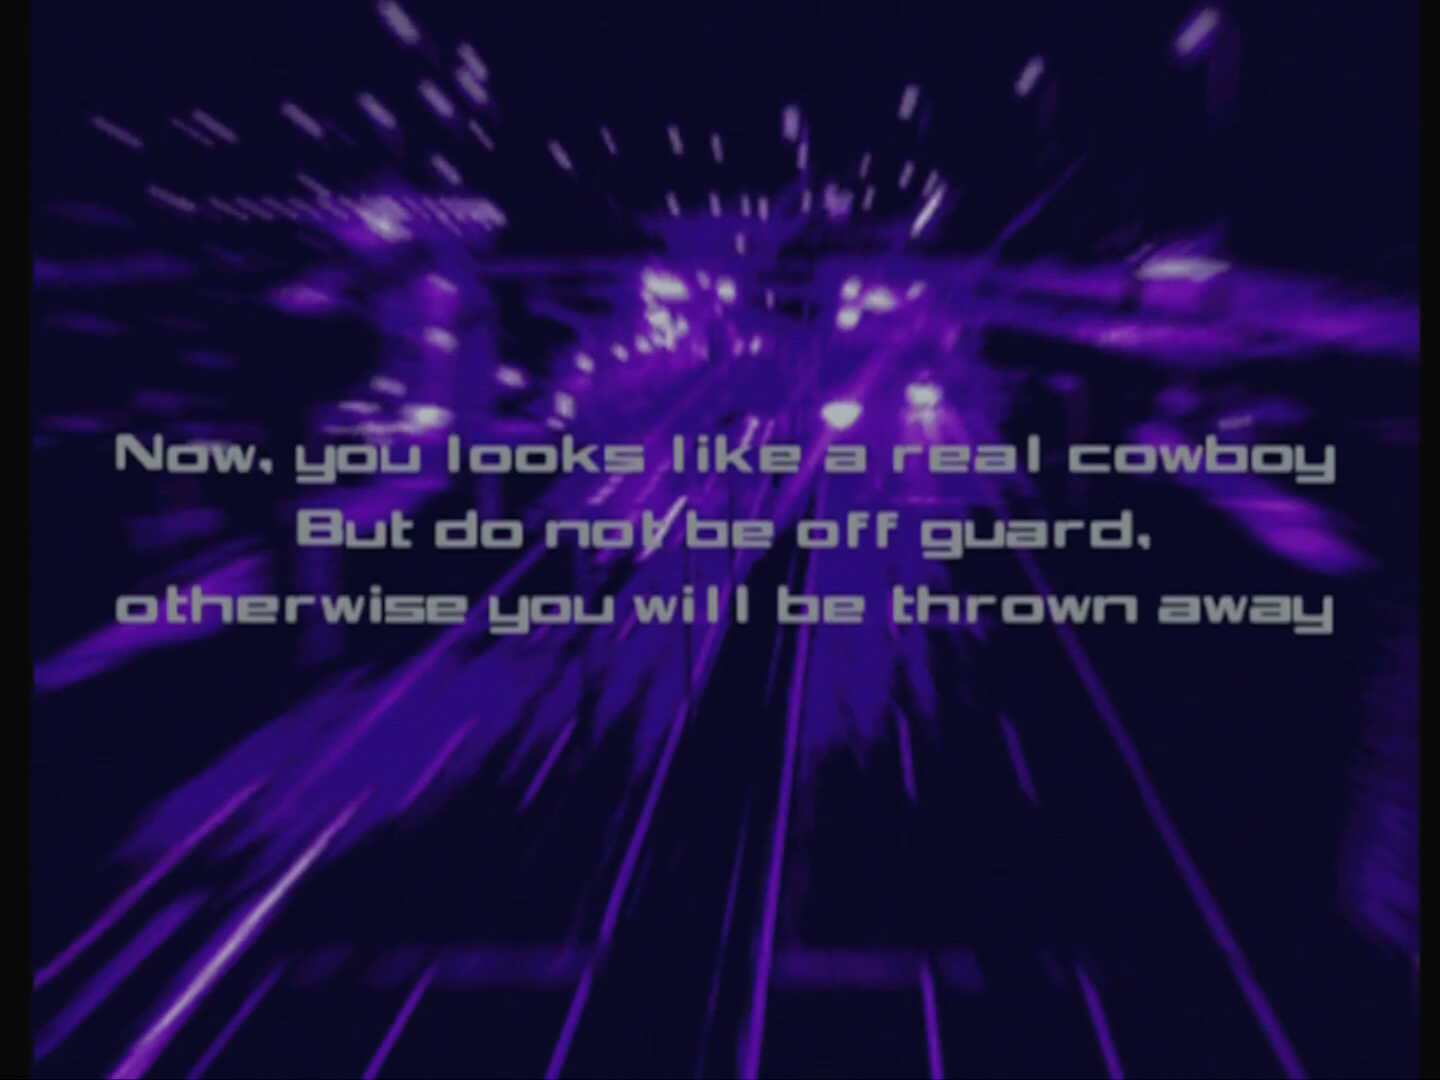 Now, you looks like a real cowboy
But do not be off guard,
otherwise you will be thrown away